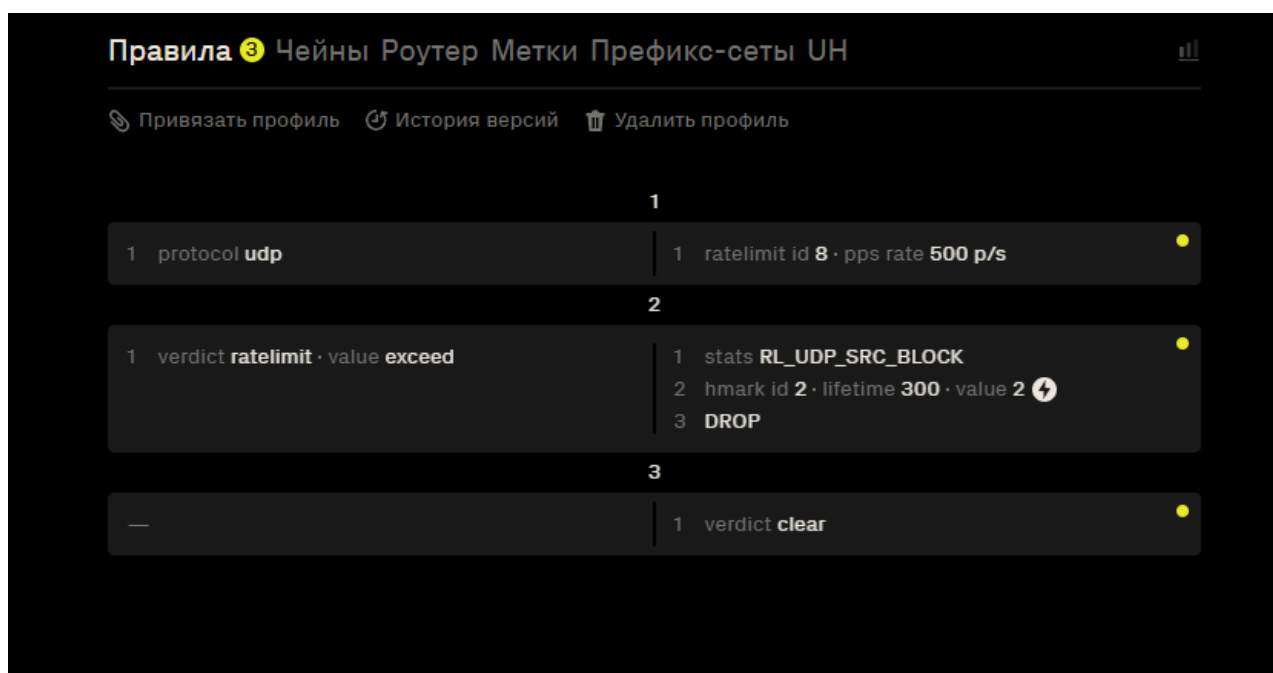 Правила 3 Чейны Роутер Метки Префикс-сеты UH
Привязать профиль История версий Удалить профиль
1
1 protocol udp 1 ratelimit id 8 · pps rate 500 p/s
2
1 verdict ratelimit · value exceed 1 stats RL_UDP_SRC_BLOCK
2 hmark id 2 · lifetime 300 · value 2
3 DROP
3
— 1 verdict clear